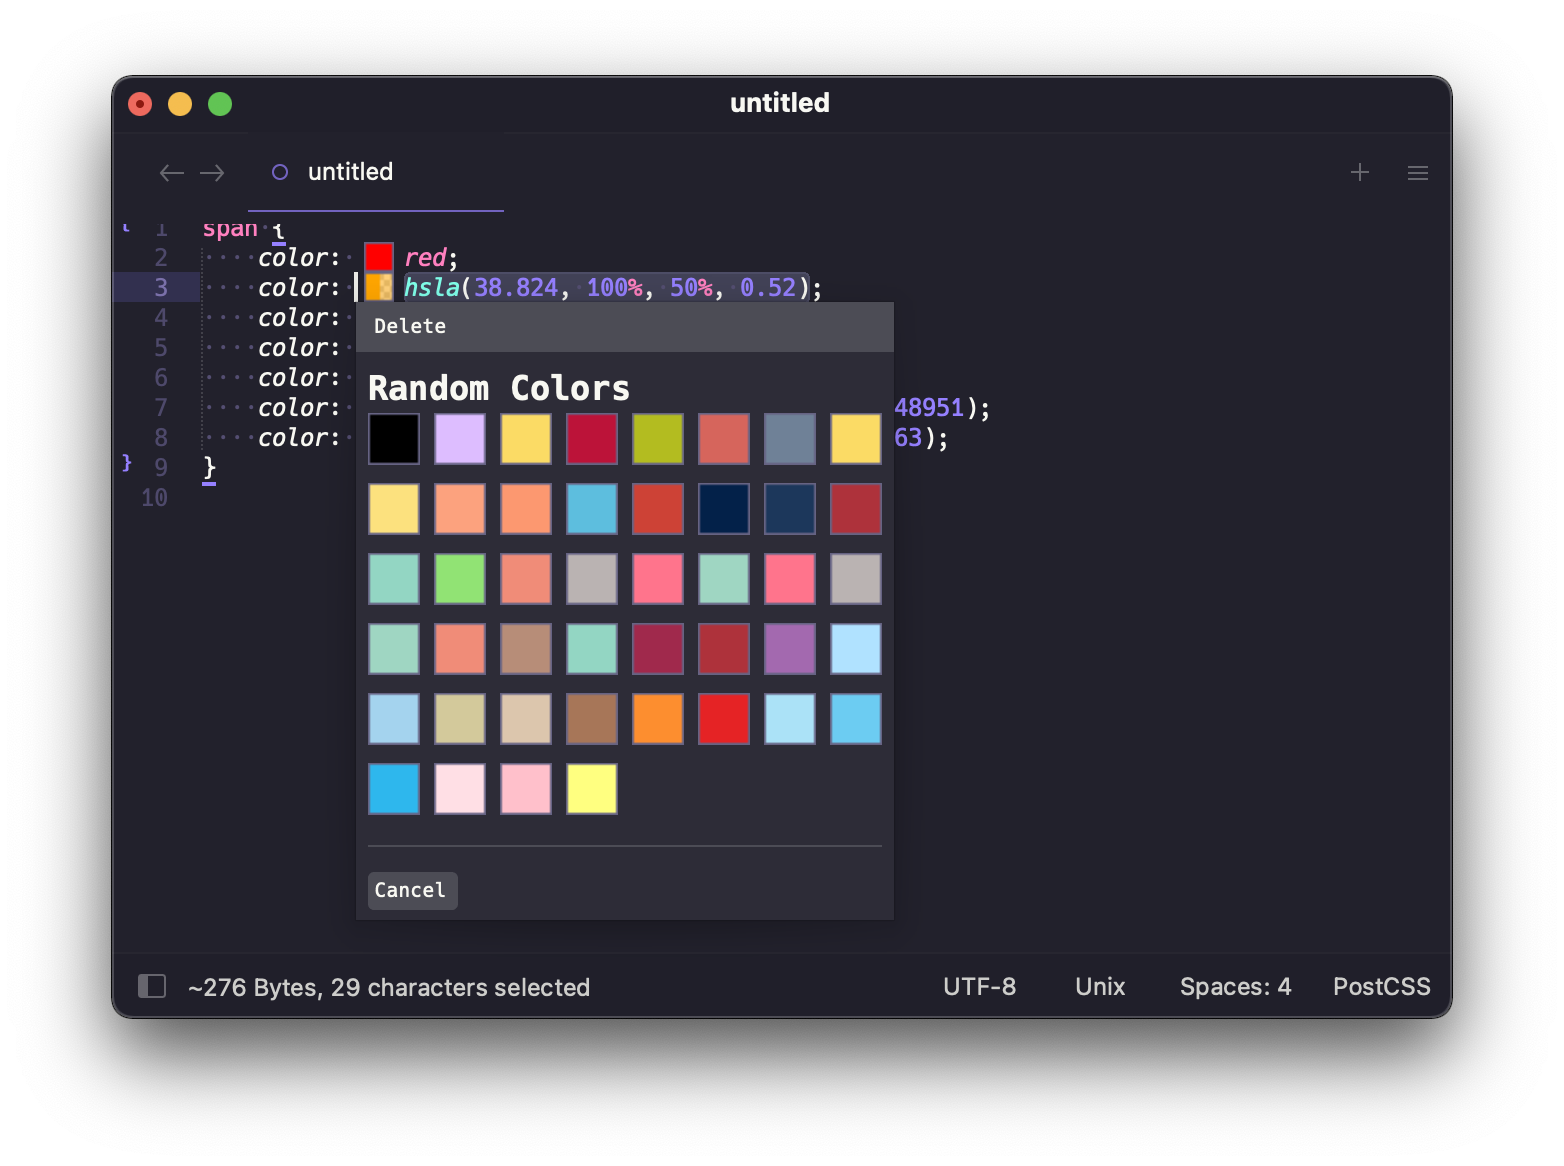 untitled
untitled
1 span {
2 color: red;
3 color: hsla(38.824, 100%, 50%, 0.52);
4 color:
5 color:
6 color:
7 color: 48951);
8 color: 63);
} 9 }
10
Delete
Random Colors
Cancel
~276 Bytes, 29 characters selected
UTF-8 Unix Spaces: 4 PostCSS